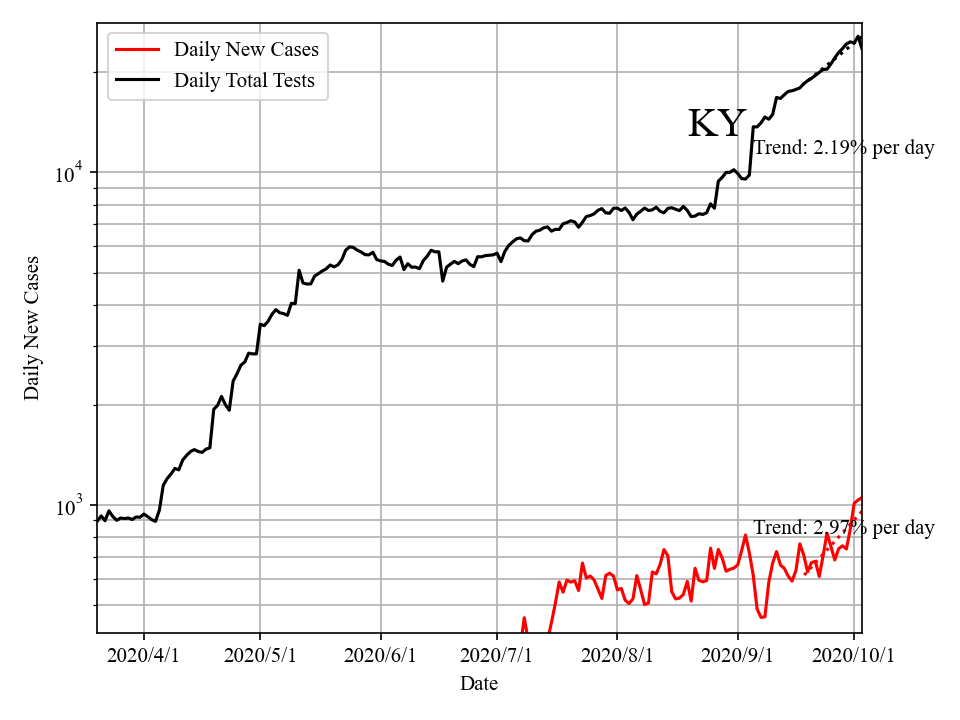 Daily New Cases
Daily Total Tests
KY
Trend: 2.19% per day
10^4
Daily New Cases
10^3
Trend: 2.97% per day
2020/4/1 2020/5/1 2020/6/1 2020/7/1 2020/8/1 2020/9/1 2020/10/1
Date